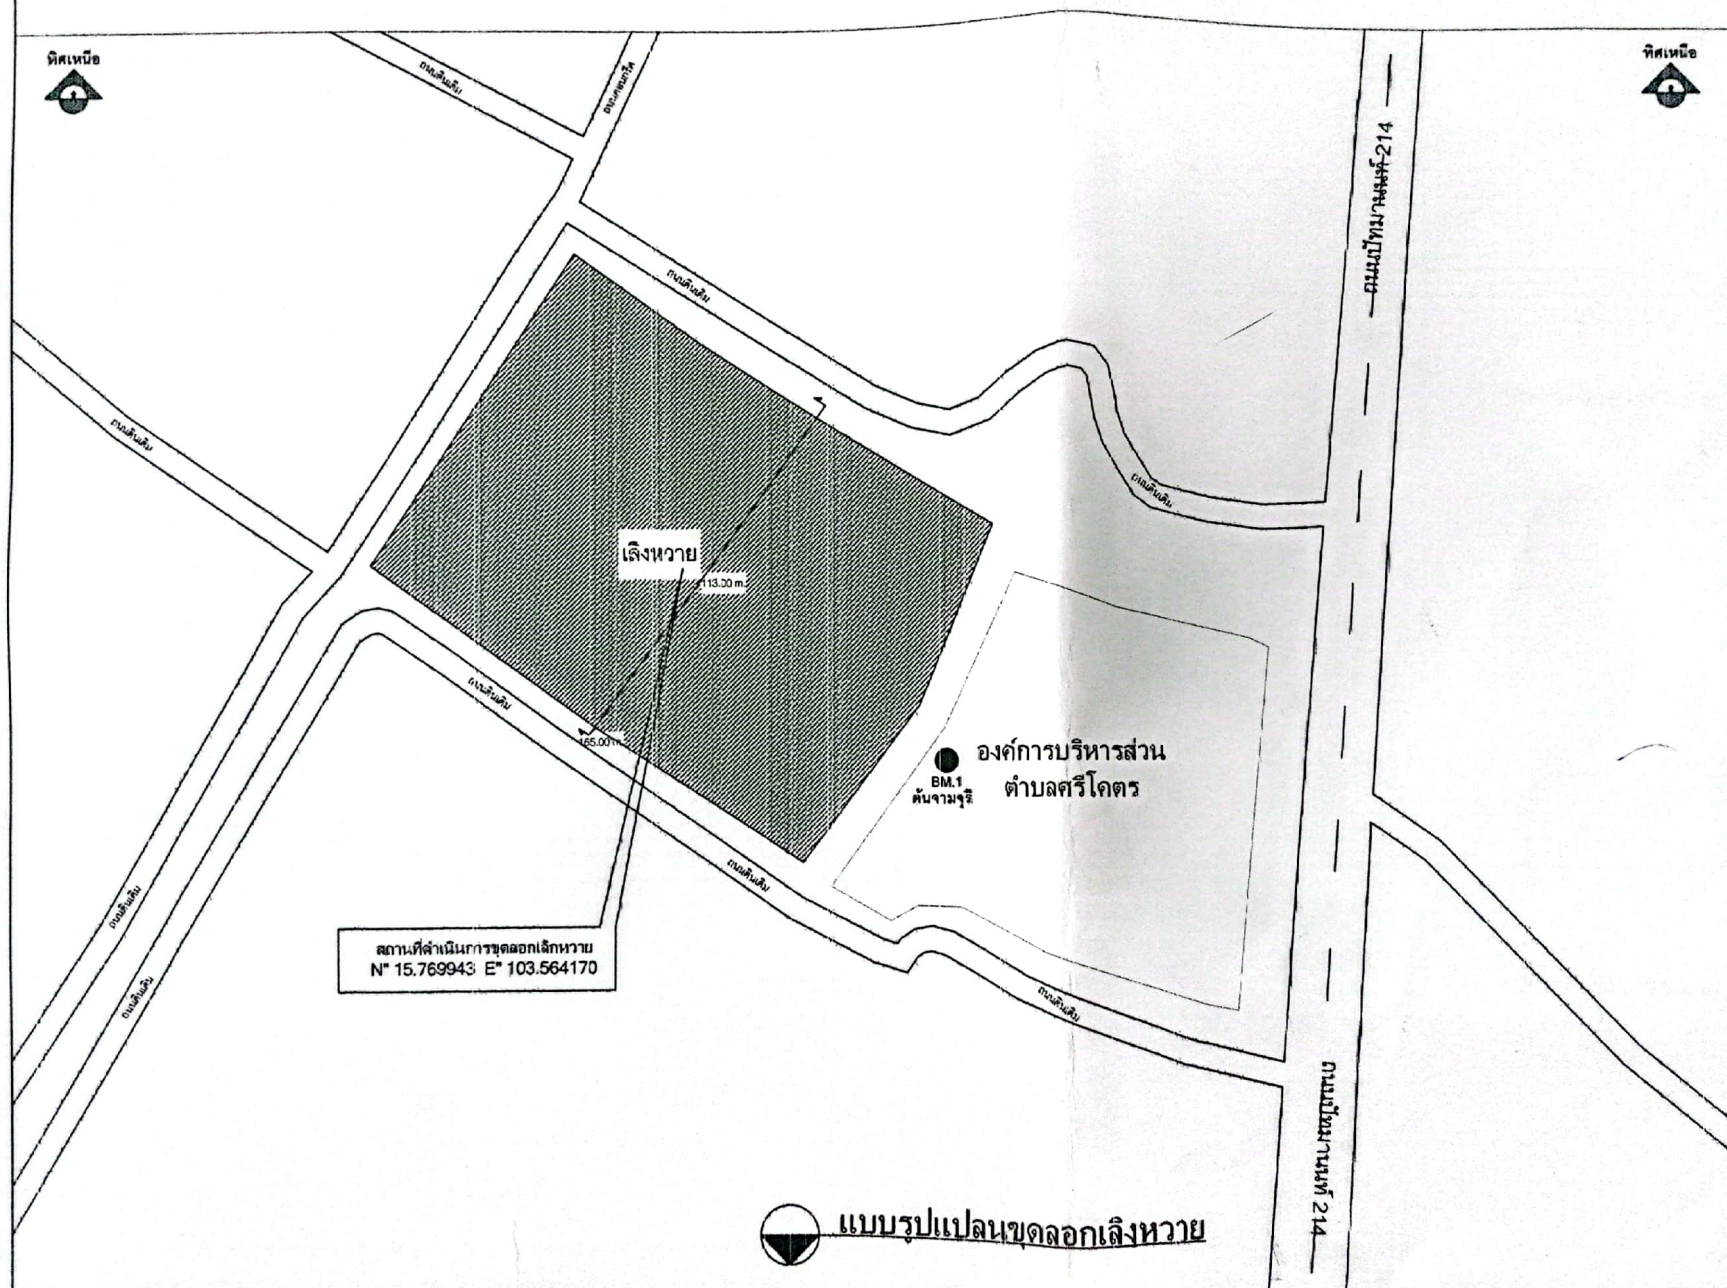 ทิศเหนือ
ทิศเหนือ
ถนนดินเดิม
ถนนคอนกรีต
ถนนปัทมานนท์ 214
ถนนดินเดิม
ถนนดินเดิม
ถนนดินเดิม
เลิงหวาย
113.00 m.
ถนนดินเดิม
165.00 m.
องค์การบริหารส่วน
ตำบลศรีโคตร
BM.1
ต้นจามจุรี
ถนนดินเดิม
ถนนดินเดิม
สถานที่ดำเนินการขุดลอกเลิกหวาย
N" 15.769943 E" 103.564170
ถนนดินเดิม
ถนนดินเดิม
ถนนปัทมานนท์ 214
แบบรูปแปลนขุดลอกเลิงหวาย